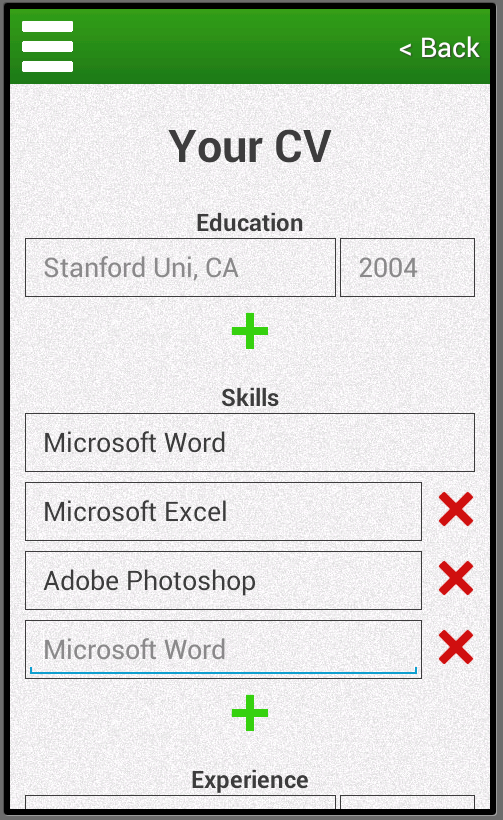 < Back
Your CV
Education
Stanford Uni, CA 2004
Skills
Microsoft Word
Microsoft Excel
Adobe Photoshop
Microsoft Word
Experience